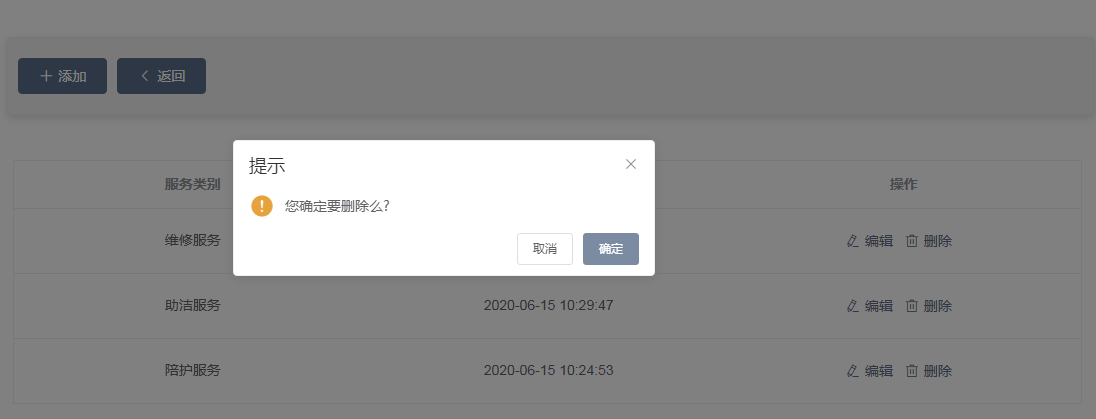 添加 返回
提示
服务类别 操作
您确定要删除么?
维修服务 编辑 删除
取消 确定
助洁服务 2020-06-15 10:29:47 编辑 删除
陪护服务 2020-06-15 10:24:53 编辑 删除